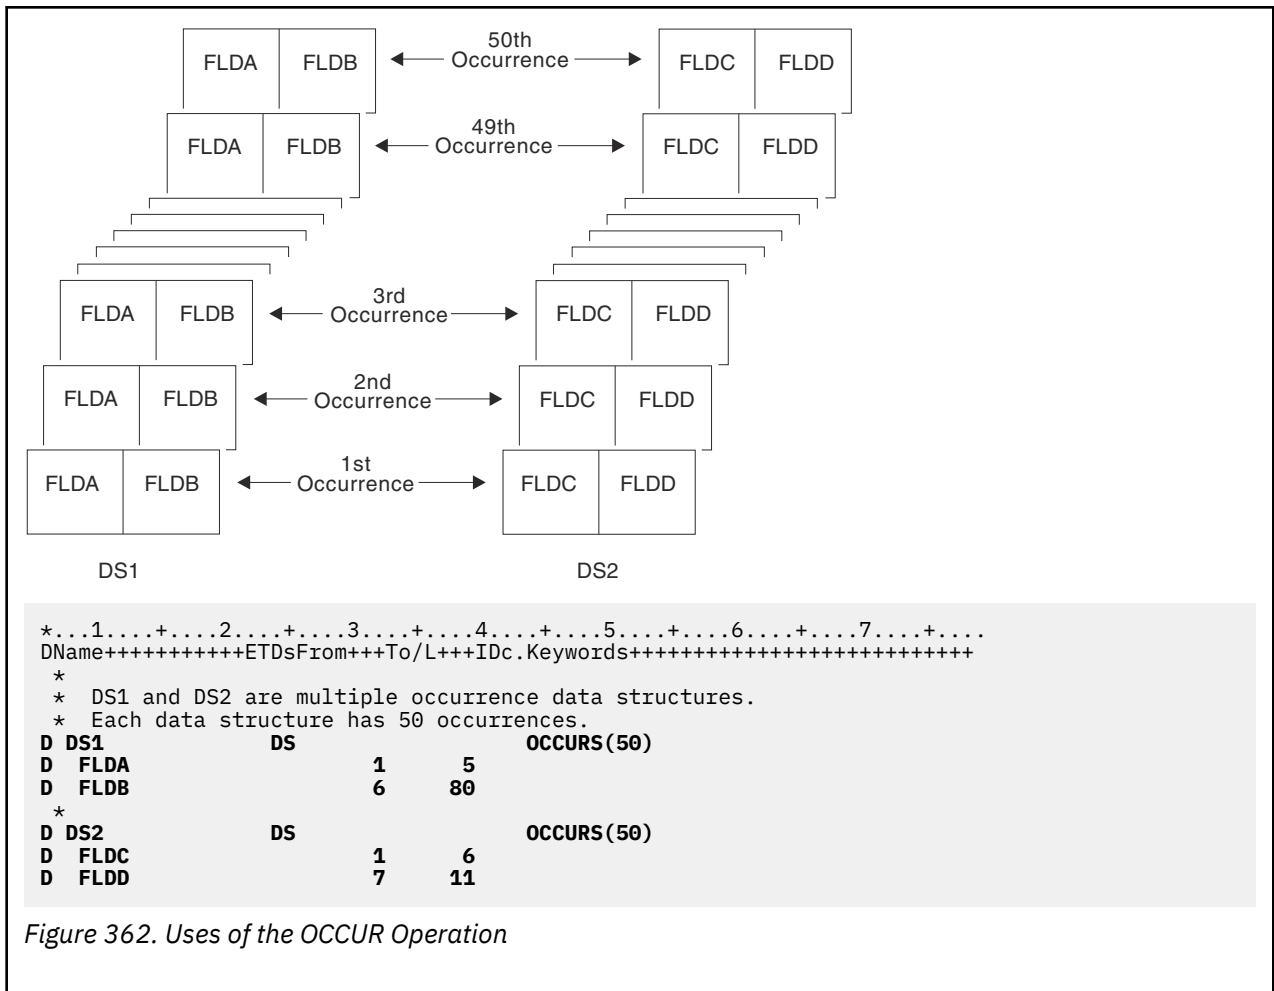 50th
FLDA FLDB Occurrence FLDC FLDD
49th
FLDA FLDB Occurrence FLDC FLDD
3rd
FLDA FLDB Occurrence FLDC FLDD
2nd
FLDA FLDB Occurrence FLDC FLDD
1st
FLDA FLDB Occurrence FLDC FLDD
DS1 DS2
*...1....+....2....+....3....+....4....+....5....+....6....+....7....+....
DName+++++++++++ETDsFrom+++To/L+++IDc.Keywords+++++++++++++++++++++++++++
 *
 *  DS1 and DS2 are multiple occurrence data structures.
 *  Each data structure has 50 occurrences.
D DS1             DS                  OCCURS(50)
D  FLDA                   1      5
D  FLDB                   6     80
 *
D DS2             DS                  OCCURS(50)
D  FLDC                   1      6
D  FLDD                   7     11
Figure 362. Uses of the OCCUR Operation